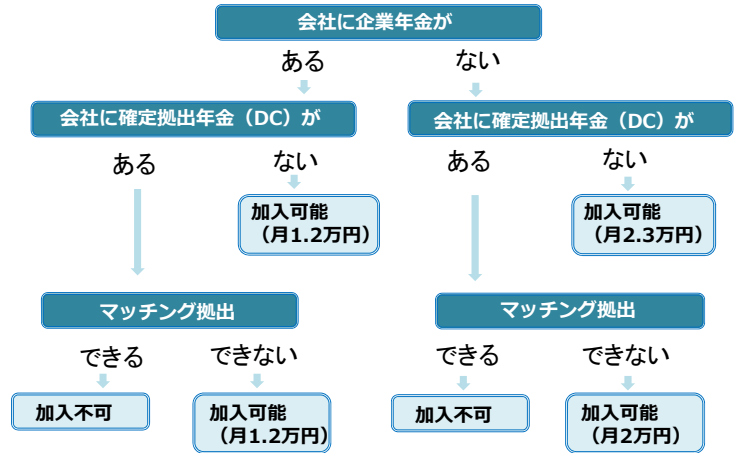 会社に企業年金が
ある
ない
会社に確定拠出年金（DC）が
会社に確定拠出年金（DC）が
ある
ない
ある
ない
加入可能
（月1.2万円）
加入可能
（月2.3万円）
マッチング拠出
マッチング拠出
できる
できない
できる
できない
加入不可
加入可能
（月1.2万円）
加入不可
加入可能
（月2万円）